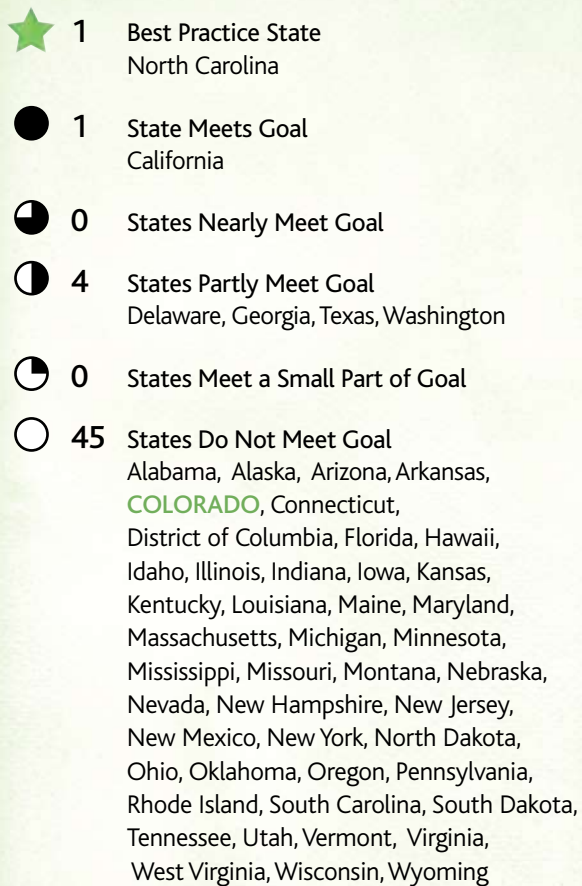 1 Best Practice State
North Carolina
1 State Meets Goal
California
0 States Nearly Meet Goal
4 States Partly Meet Goal
Delaware, Georgia, Texas, Washington
0 States Meet a Small Part of Goal
45 States Do Not Meet Goal
Alabama, Alaska, Arizona, Arkansas,
COLORADO, Connecticut,
District of Columbia, Florida, Hawaii,
Idaho, Illinois, Indiana, Iowa, Kansas,
Kentucky, Louisiana, Maine, Maryland,
Massachusetts, Michigan, Minnesota,
Mississippi, Missouri, Montana, Nebraska,
Nevada, New Hampshire, New Jersey,
New Mexico, New York, North Dakota,
Ohio, Oklahoma, Oregon, Pennsylvania,
Rhode Island, South Carolina, South Dakota,
Tennessee, Utah, Vermont, Virginia,
West Virginia, Wisconsin, Wyoming